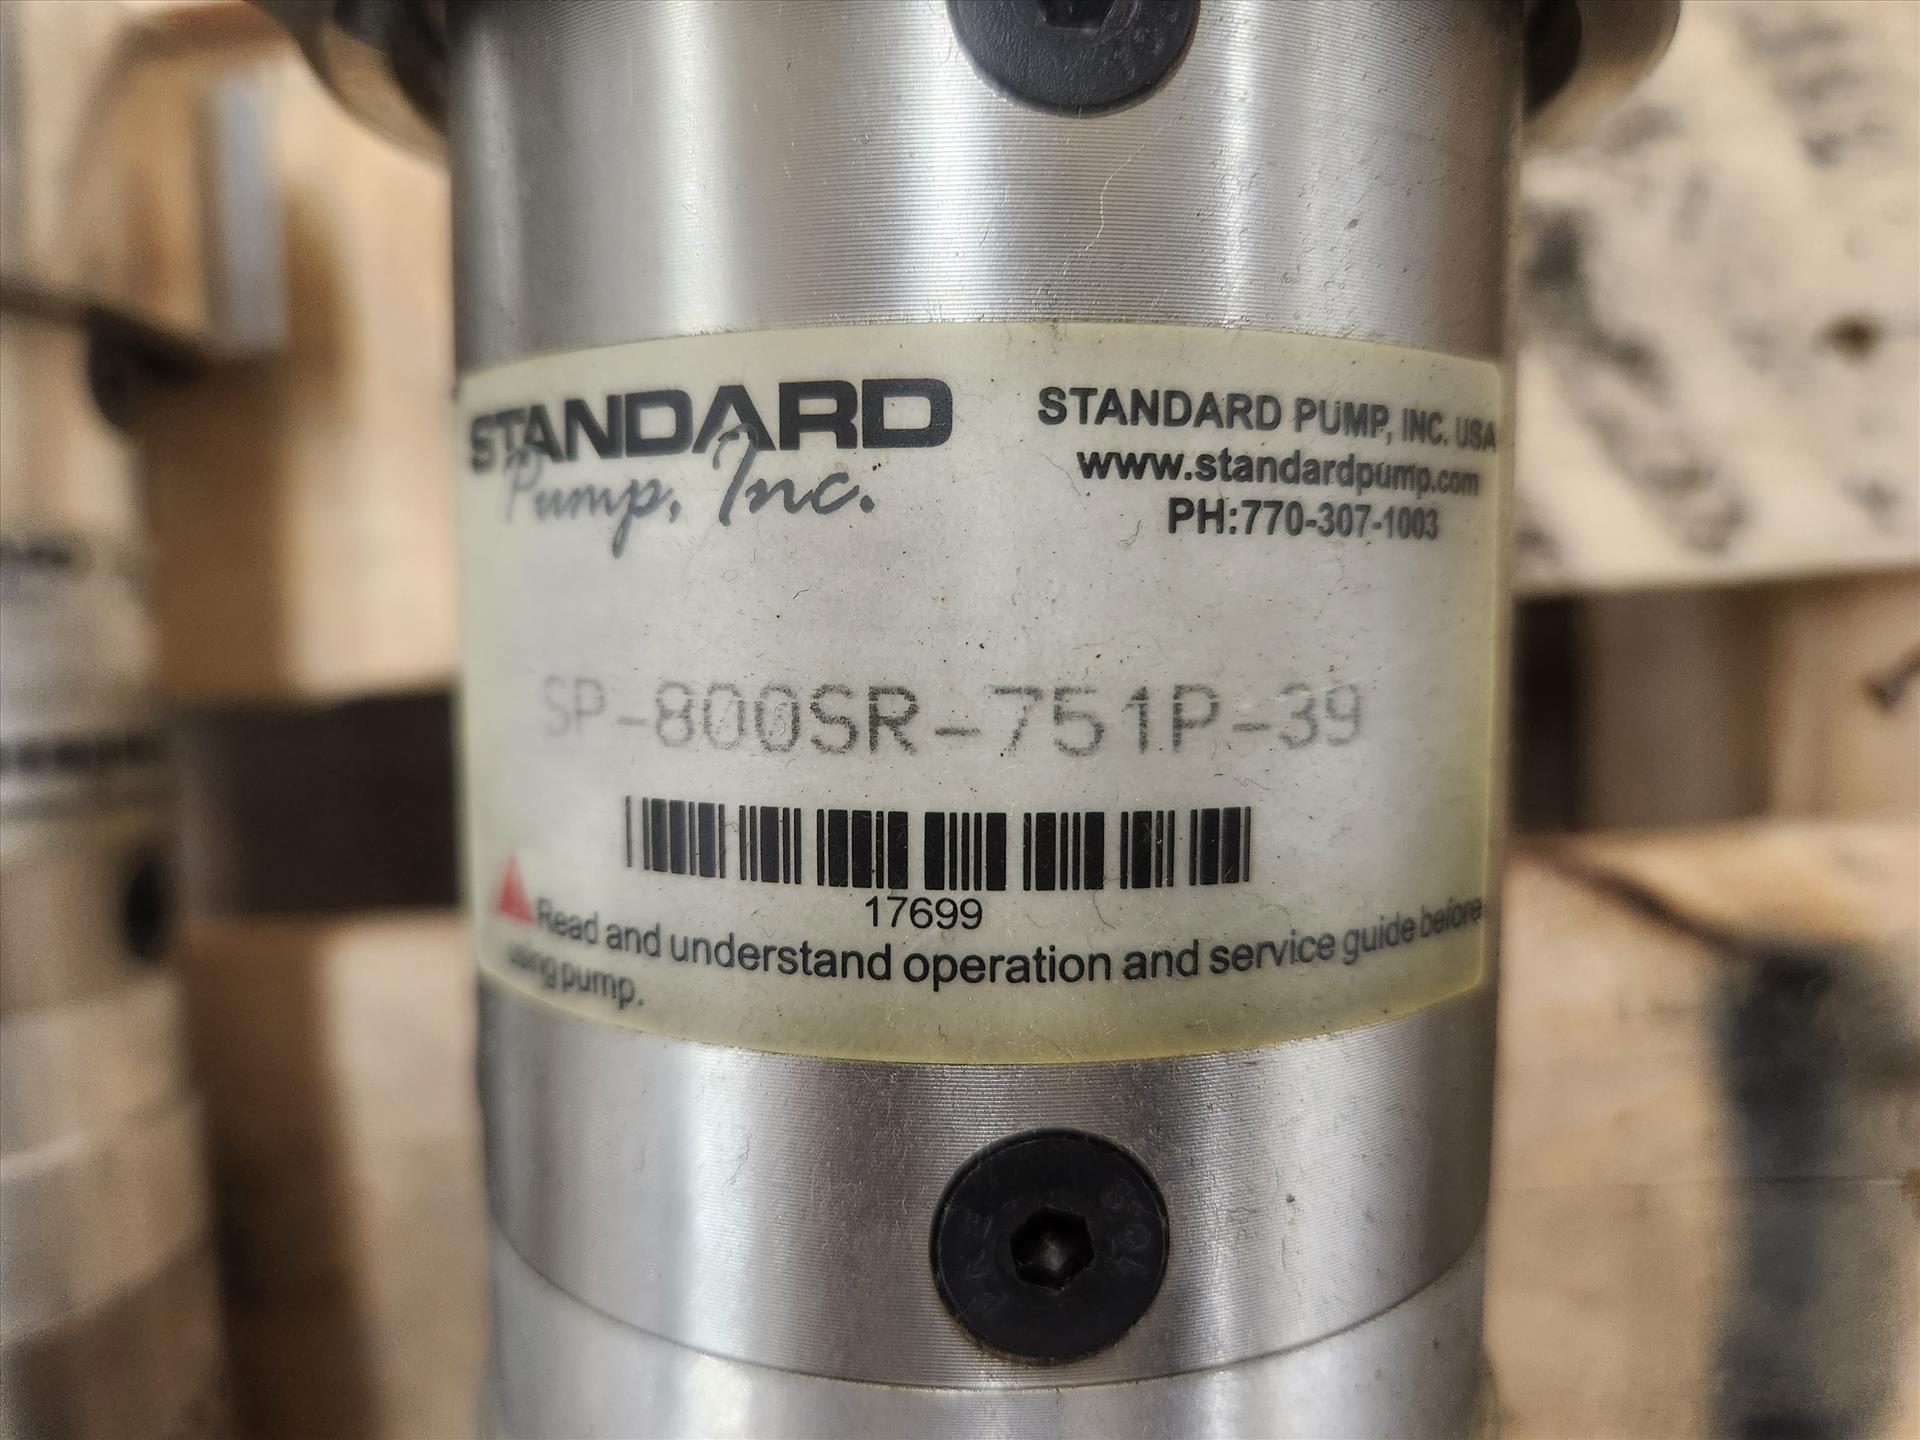 STANDARD
Pump, Inc.
STANDARD PUMP, INC. USA
www.standardpump.com
PH:770-307-1003
SP-800SR-751P-39
17699
Read and understand operation and service guide before
using pump.